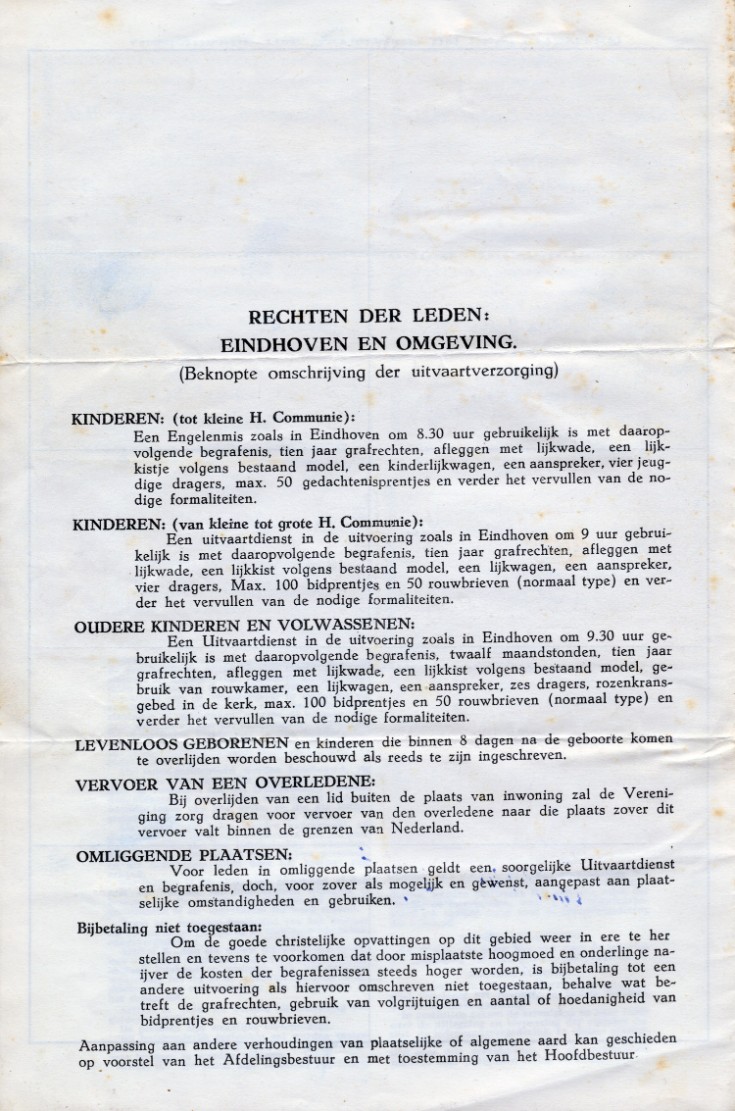 RECHTEN DER LEDEN:
EINDHOVEN EN OMGEVING.
(Beknopte omschrijving der uitvaartverzorging)
KINDEREN: (tot kleine H. Communie):
Een Engelenmis zoals in Eindhoven om 8.30 uur gebruikelijk is met daarop-
volgende begrafenis, tien jaar grafrechten, afleggen met lijkwade, een lijk-
kistje volgens bestaand model, een kinderlijkwagen, een aanspreker, vier jeug-
dige dragers, max. 50 gedachtenisprentjes en verder het vervullen van de no-
dige formaliteiten.
KINDEREN: (van kleine tot grote H. Communie):
Een uitvaartdienst in de uitvoering zoals in Eindhoven om 9 uur gebrui-
kelijk is met daaropvolgende begrafenis, tien jaar grafrechten, afleggen met
lijkwade, een lijkkist volgens bestaand model, een lijkwagen, een aanspreker,
vier dragers, Max. 100 bidprentjes en 50 rouwbrieven (normaal type) en ver-
der het vervullen van de nodige formaliteiten.
OUDERE KINDEREN EN VOLWASSENEN:
Een Uitvaartdienst in de uitvoering zoals in Eindhoven om 9.30 uur ge-
bruikelijk is met daaropvolgende begrafenis, twaalf maandstonden, tien jaar
grafrechten, afleggen met lijkwade, een lijkkist volgens bestaand model, ge-
bruik van rouwkamer, een lijkwagen, een aanspreker, zes dragers, rozenkrans-
gebed in de kerk, max. 100 bidprentjes en 50 rouwbrieven (normaal type) en
verder het vervullen van de nodige formaliteiten.
LEVENLOOS GEBORENEN en kinderen die binnen 8 dagen na de geboorte komen
te overlijden worden beschouwd als reeds te zijn ingeschreven.
VERVOER VAN EEN OVERLEDENE:
Bij overlijden van een lid buiten de plaats van inwoning zal de Vereni-
ging zorg dragen voor vervoer van den overledene naar die plaats zover dit
vervoer valt binnen de grenzen van Nederland.
OMLIGGENDE PLAATSEN:
Voor leden in omliggende plaatsen geldt een soorgelijke Uitvaartdienst
en begrafenis, doch, voor zover als mogelijk en gewenst, aangepast aan plaat-
selijke omstandigheden en gebruiken.
Bijbetaling niet toegestaan:
Om de goede christelijke opvattingen op dit gebied weer in ere te her
stellen en tevens te voorkomen dat door misplaatste hoogmoed en onderlinge na-
ijver de kosten der begrafenissen steeds hoger worden, is bijbetaling tot een
andere uitvoering als hiervoor omschreven niet toegestaan, behalve wat be-
treft de grafrechten, gebruik van volgrijtuigen en aantal of hoedanigheid van
bidprentjes en rouwbrieven.
Aanpassing aan andere verhoudingen van plaatselijke of algemene aard kan geschieden
op voorstel van het Afdelingsbestuur en met toestemming van het Hoofdbestuur